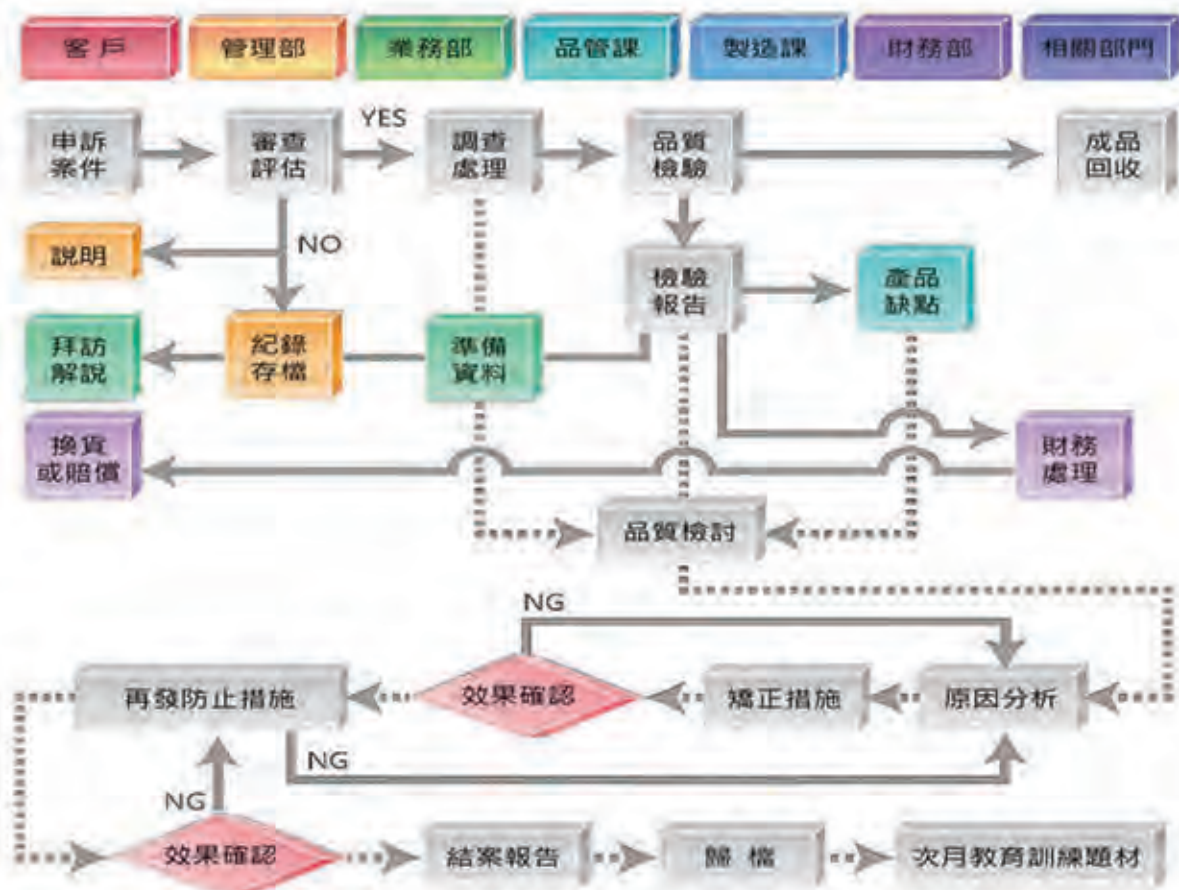 客戶
管理部
業務部
品管課
製造課
財務部
相關部門
申訴
案件
審查
評估
YES
調查
處理
品質
檢驗
成品
回收
說明
NO
檢驗
報告
產品
缺點
拜訪
解說
紀錄
存檔
準備
資料
換貨
或賠償
財務
處理
品質檢討
NG
再發防止措施
效果確認
矯正措施
原因分析
NG
NG
效果確認
結案報告
歸檔
次月教育訓練題材